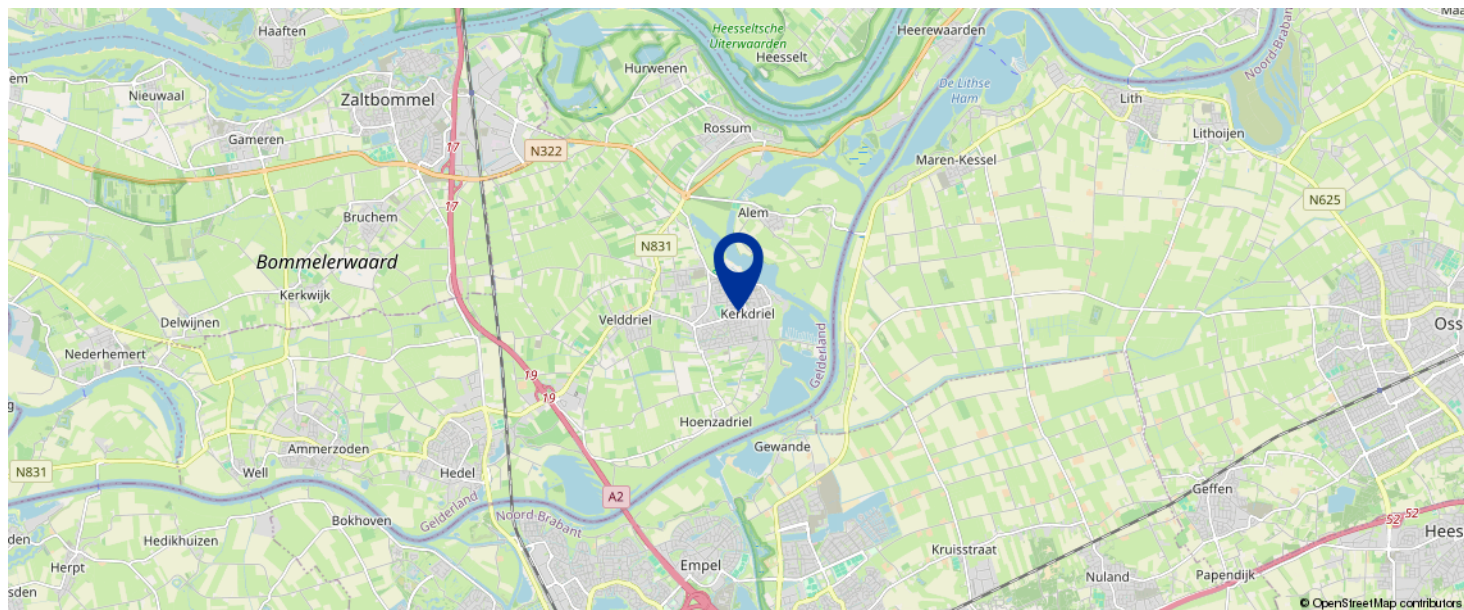 Haaften
Heesseltsche
Uiterwaarden
Heerewaarden
Heesselt
Noord-Brabant
Hurwenen
De Lithse
Ham
Nieuwaal
Zaltbommel
Lith
Gameren
17
N322
Rossum
Lithoijen
Maren-Kessel
17
N625
Bruchem
Alem
N831
Bommelerwaard
Kerkwijk
Delwijnen
Velddriel
Kerkdriel
Oss
Nederhemert
Gelderland
19
19
Hoenzadriel
Gewande
Ammerzoden
N831
Well
Hedel
A2
Geffen
Gelderland
Noord-Brabant
Bokhoven
52
52
Hedikhuizen
Hees
Herpt
Empel
Kruisstraat
Nuland
Papendijk
sden
© OpenStreetMap contributors